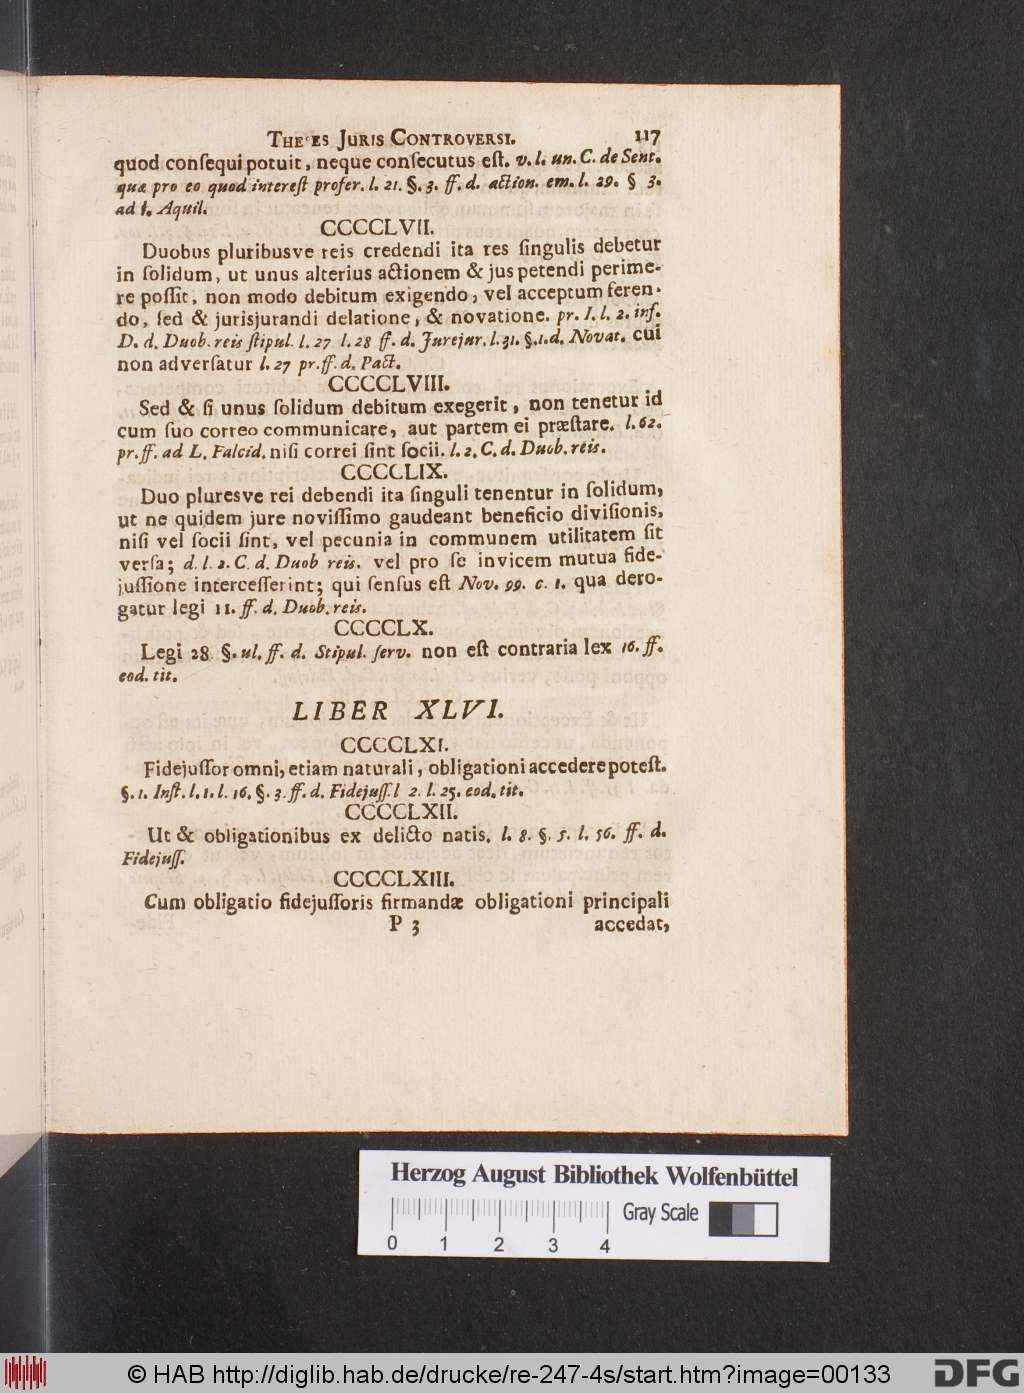 THESES JURIS CONTROVERSI. 117
quod conſequi potuit, neque conſecutus eſt. v. l. un. C. de Sent.
quæ pro eo quod intereſt profer. l. 21. §. 3. ff. d. action. em. l. 29. § 3.
ad l. Aquil.
CCCCLVII.
Duobus pluribusve reis credendi ita res ſingulis debetur
in ſolidum, ut unus alterius actionem & jus petendi perime-
re poſſit, non modo debitum exigendo, vel acceptum feren-
do, ſed & jurisjurandi delatione, & novatione. pr. I. l. 2. inf.
D. d. Duob. reis ſtipul. l. 27 l. 28 ff. d. Jurejur. l. 31. §. 1. d. Novat. cui
non adverſatur l. 27 pr. ff. d. Pact.
CCCCLVIII.
Sed & ſi unus ſolidum debitum exegerit, non tenetur id
cum ſuo correo communicare, aut partem ei præſtare. l. 62.
pr. ff. ad L. Falcid. niſi correi ſint ſocii. l. 2. C. d. Duob. reis.
CCCCLIX.
Duo pluresve rei debendi ita ſinguli tenentur in ſolidum,
ut ne quidem jure noviſſimo gaudeant beneficio diviſionis,
niſi vel ſocii ſint, vel pecunia in communem utilitatem ſit
verſa; d. l. 2. C. d. Duob reis. vel pro ſe invicem mutua fide-
juſſione interceſſerint; qui ſenſus eſt Nov. 99. c. 1. qua dero-
gatur legi 11. ff. d. Duob. reis.
CCCCLX.
Legi 28. §. ul. ff. d. Stipul. ſerv. non eſt contraria lex 16. ff.
eod. tit.
LIBER XLVI.
CCCCLXI.
Fidejuſſor omni, etiam naturali, obligationi accedere poteſt.
§. 1. Inſt. l. 1. l. 16. §. 3. ff. d. Fidejuſſ. l 2. l. 25. eod. tit.
CCCCLXII.
Ut & obligationibus ex delicto natis. l. 8. §. 5. l. 56. ff. d.
Fidejuſſ.
CCCCLXIII.
Cum obligatio fidejuſſoris firmandæ obligationi principali
P 3 accedat,
Herzog August Bibliothek Wolfenbüttel
Gray Scale
0 1 2 3 4
© HAB http://diglib.hab.de/drucke/re-247-4s/start.htm?image=00133
DFG